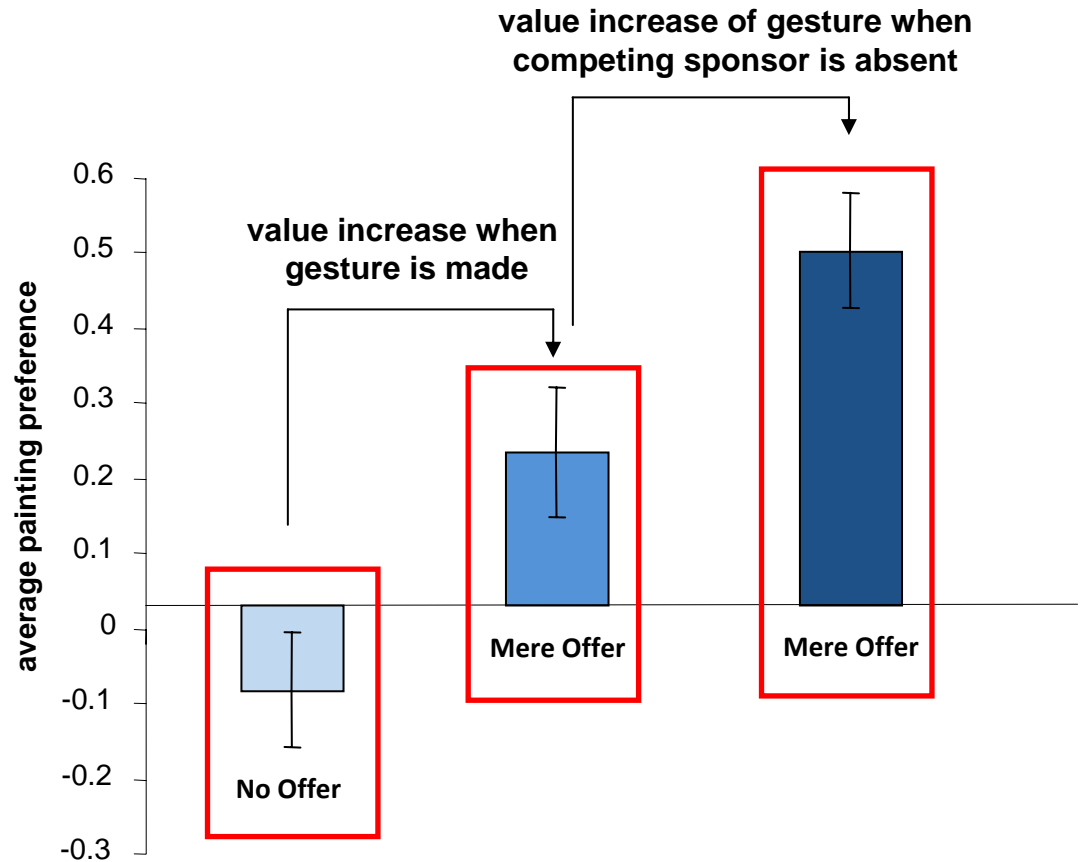 value increase of gesture when
competing sponsor is absent
value increase when
gesture is made
average painting preference
0.6
0.5
0.4
0.3
0.2
0.1
0
-0.1
-0.2
-0.3
No Offer
Mere Offer
Mere Offer